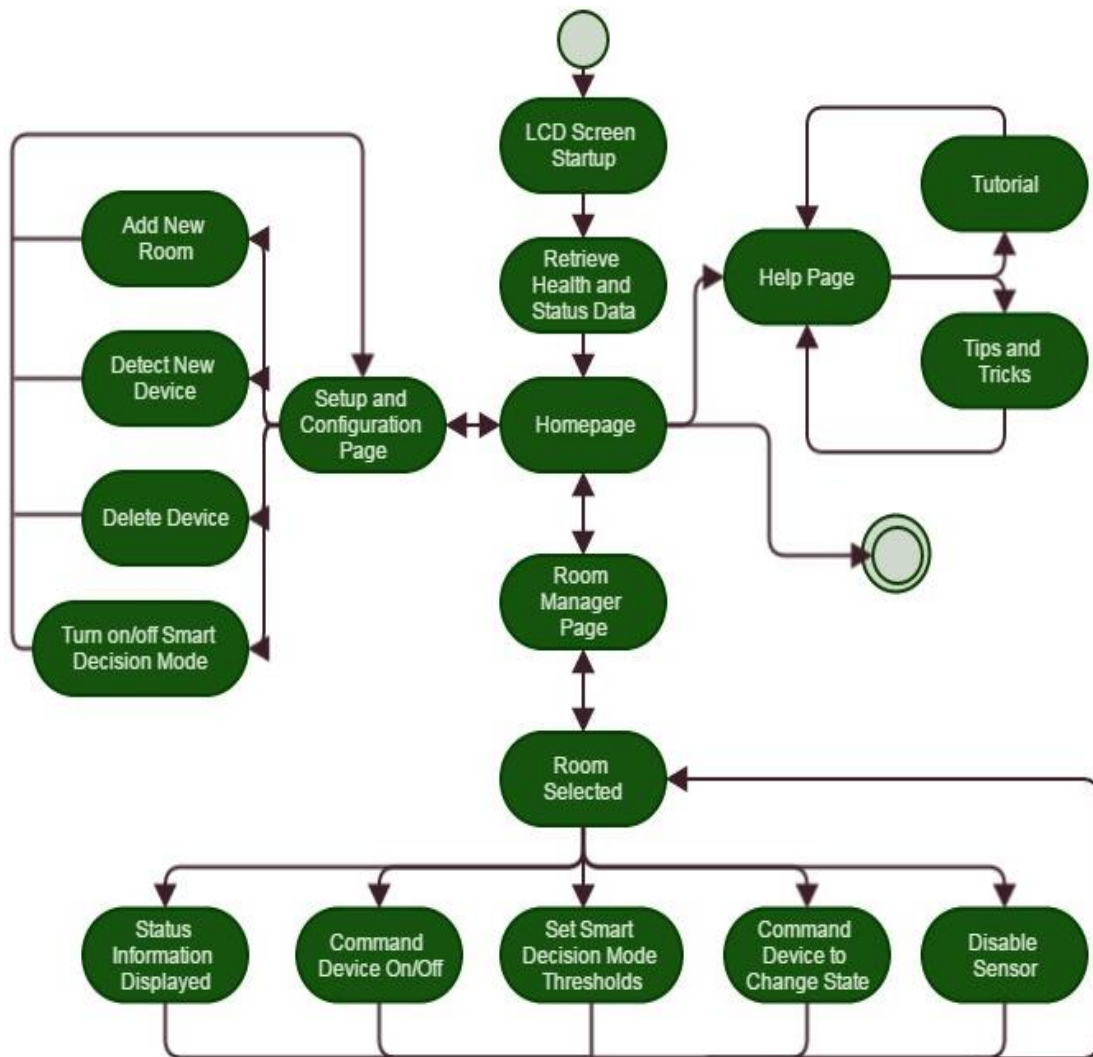 LCD Screen
Startup
Tutorial
Add New
Room
Retrieve
Health and
Status Data
Help Page
Tips and
Tricks
Detect New
Device
Setup and
Configuration
Page
Homepage
Delete Device
Room
Manager
Page
Turn on/off Smart
Decision Mode
Room
Selected
Status
Information
Displayed
Command
Device On/Off
Set Smart
Decision Mode
Thresholds
Command
Device to
Change State
Disable
Sensor